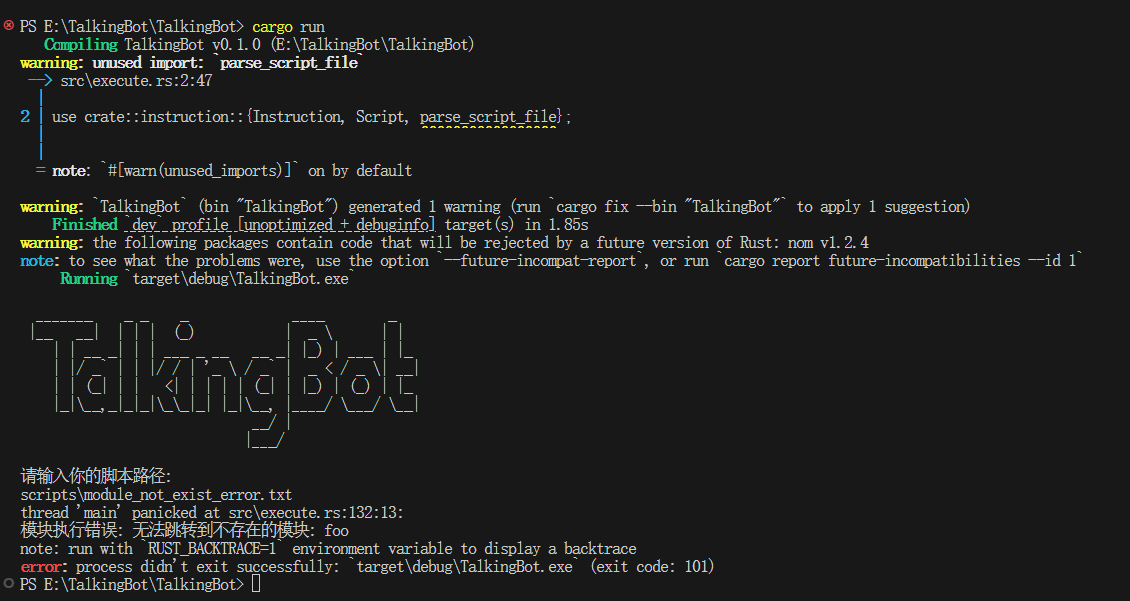 PS E:\TalkingBot\TalkingBot> cargo run
Compiling TalkingBot v0.1.0 (E:\TalkingBot\TalkingBot)
warning: unused import: `parse_script_file`
--> src\execute.rs:2:47
|
2 | use crate::instruction::{Instruction, Script, parse_script_file};
|
|
= note: `#[warn(unused_imports)]` on by default
warning: `TalkingBot` (bin "TalkingBot") generated 1 warning (run `cargo fix --bin "TalkingBot"` to apply 1 suggestion)
Finished `dev` profile [unoptimized + debuginfo] target(s) in 1.85s
warning: the following packages contain code that will be rejected by a future version of Rust: nom v1.2.4
note: to see what the problems were, use the option `--future-incompat-report`, or run `cargo report future-incompatibilities --id 1`
Running `target\debug\TalkingBot.exe`
TalkingBot
请输入你的脚本路径:
scripts\module_not_exist_error.txt
thread 'main' panicked at src\execute.rs:132:13:
模块执行错误: 无法跳转到不存在的模块: foo
note: run with `RUST_BACKTRACE=1` environment variable to display a backtrace
error: process didn't exit successfully: `target\debug\TalkingBot.exe` (exit code: 101)
PS E:\TalkingBot\TalkingBot>